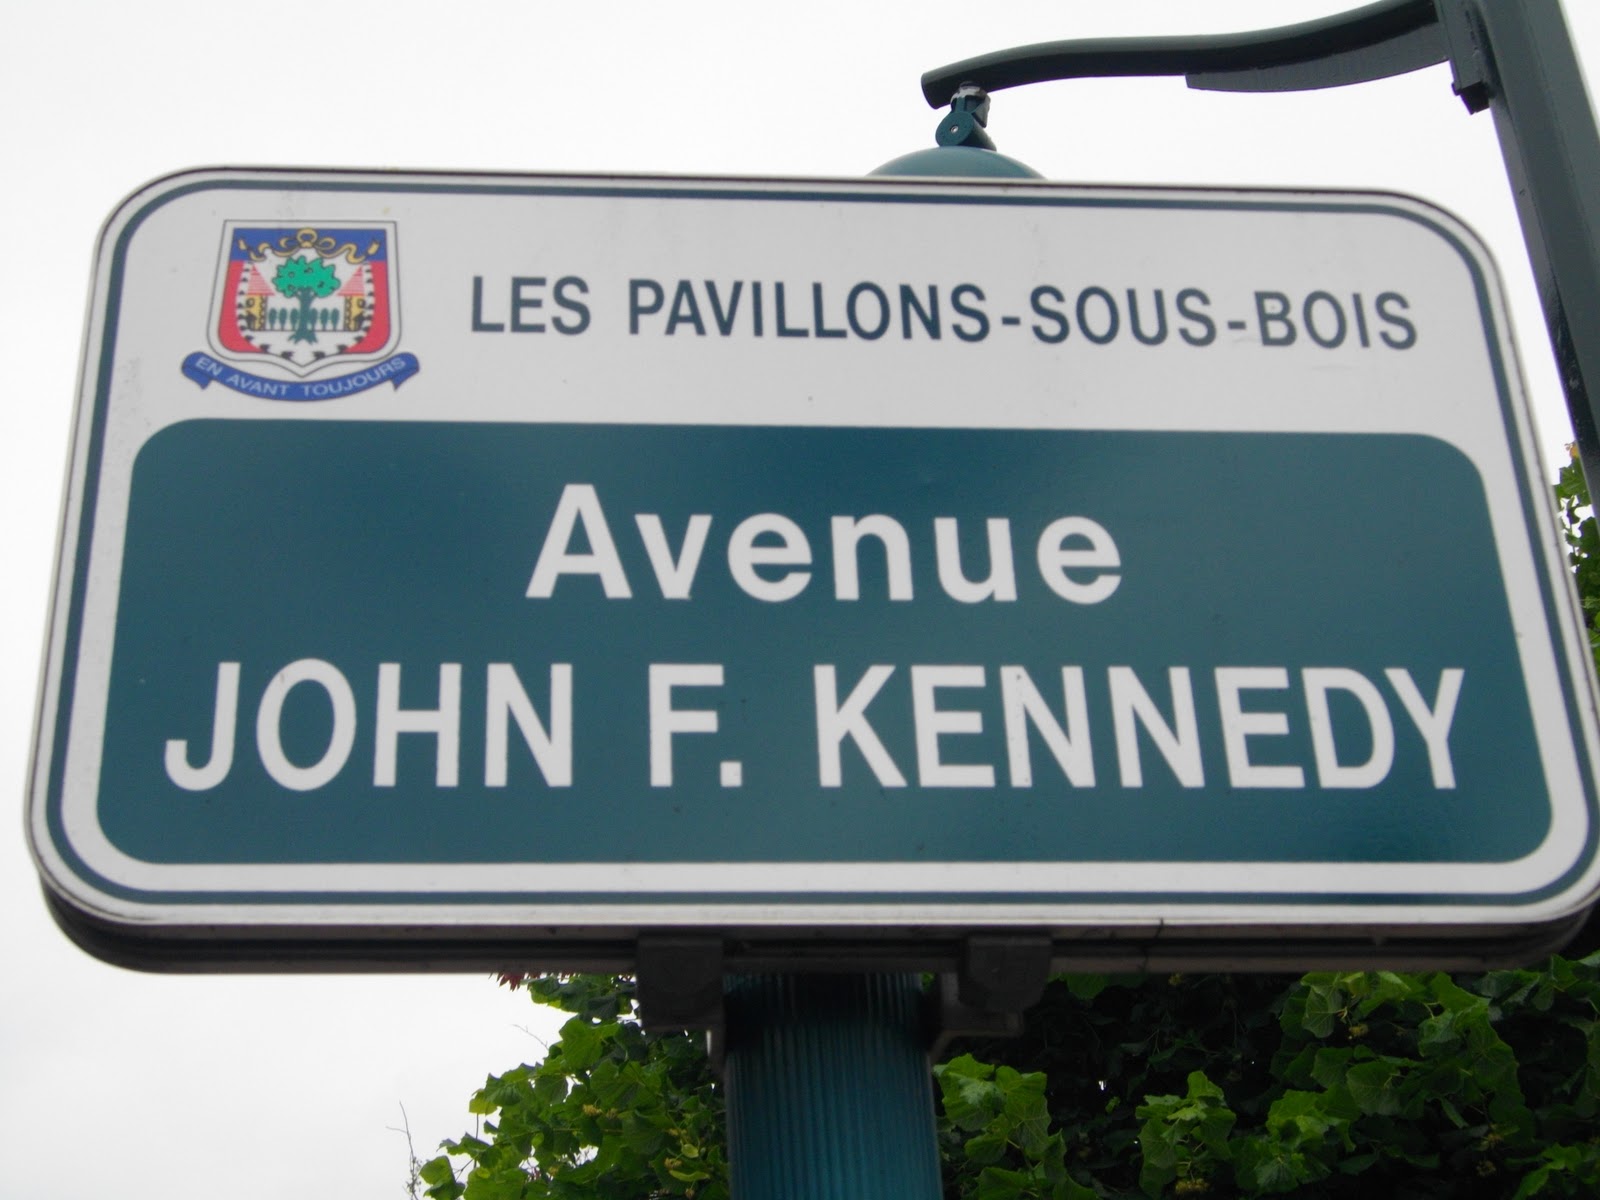 LES PAVILLONS-SOUS-BOIS
EN AVANT TOUJOURS
Avenue
JOHN F. KENNEDY